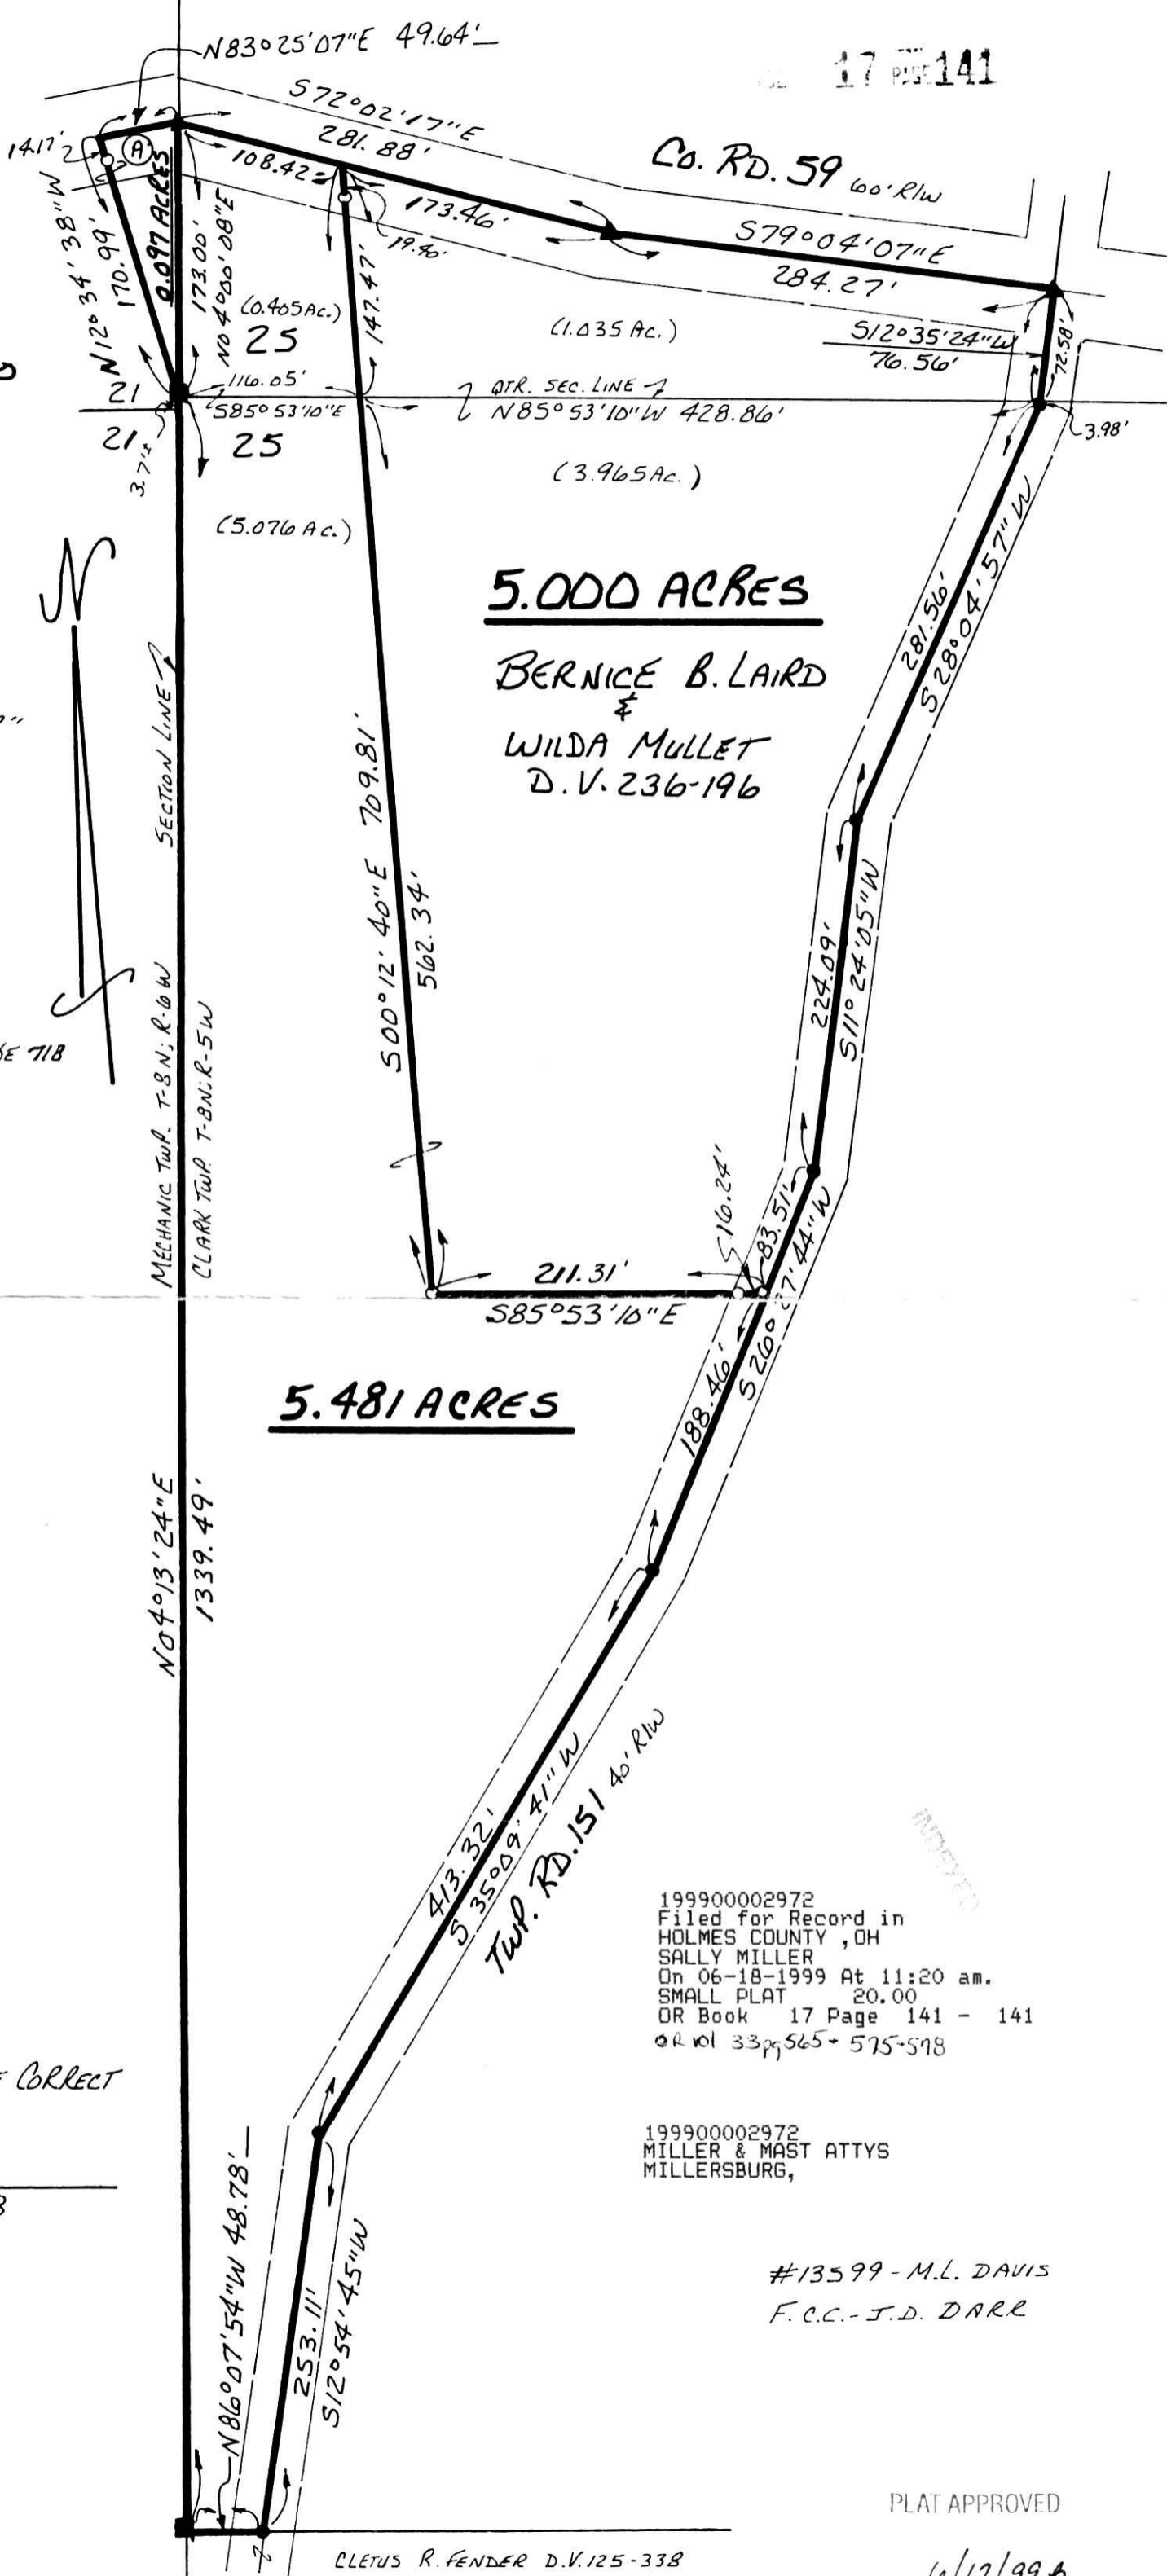 N83°25'07"E 49.64'
17 PAGE 141
S72°02'17"E
281.88'
Co. RD. 59 60' R/W
14.17'
A
108.42'
173.46'
19.40'
S79°04'07"E
284.27'
N12°34'38"W
170.99'
0.097 ACRES
173.00'
N04°00'08"E
(0.405 Ac.)
25
147.47'
(1.035 Ac.)
S12°35'24"W
76.56'
72.58'
21
116.05'
S85°53'10"E
QTR. SEC. LINE
N85°53'10"W 428.86'
3.98'
21
3.7'±
25
(3.965 Ac.)
(5.076 Ac.)
N
5.000 ACRES
BERNICE B. LAIRD
&
WILDA MULLET
D.V. 236-196
281.56'
S28°04'57"W
SECTION LINE
S00°12'40"E 709.81'
562.34'
224.09'
S11°24'05"W
718
MECHANIC TWP. T-8N; R-6W
CLARK TWP. T-8N; R-5W
16.24'
83.51'
211.31'
S85°53'10"E
188.46'
5.481 ACRES
N04°13'24"E
1339.49'
413.32'
S 35°09'41"W
TWP. RD. 151 40' R/W
INDEXED
199900002972
Filed for Record in
HOLMES COUNTY ,OH
SALLY MILLER
On 06-18-1999 At 11:20 am.
SMALL PLAT 20.00
OR Book 17 Page 141 - 141
OR vol 33 pg 565 + 575-578
CORRECT
199900002972
MILLER & MAST ATTYS
MILLERSBURG,
N86°07'54"W 48.78'
253.11'
S12°54'45"W
#13599 - M.L. DAVIS
F.C.C. - J.D. DARR
PLAT APPROVED
CLETUS R. FENDER D.V. 125-338